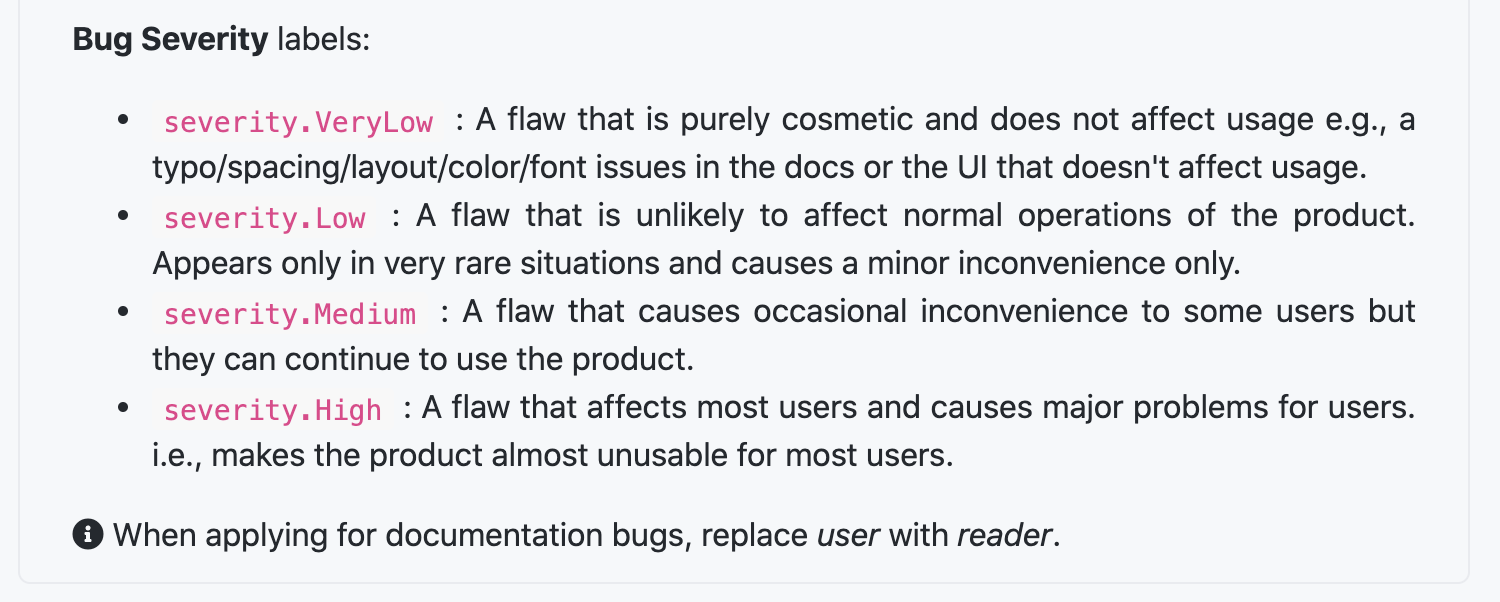 Bug Severity labels:
• severity.VeryLow : A flaw that is purely cosmetic and does not affect usage e.g., a
typo/spacing/layout/color/font issues in the docs or the UI that doesn't affect usage.
• severity.Low : A flaw that is unlikely to affect normal operations of the product.
Appears only in very rare situations and causes a minor inconvenience only.
• severity.Medium : A flaw that causes occasional inconvenience to some users but
they can continue to use the product.
• severity.High : A flaw that affects most users and causes major problems for users.
i.e., makes the product almost unusable for most users.
When applying for documentation bugs, replace user with reader.